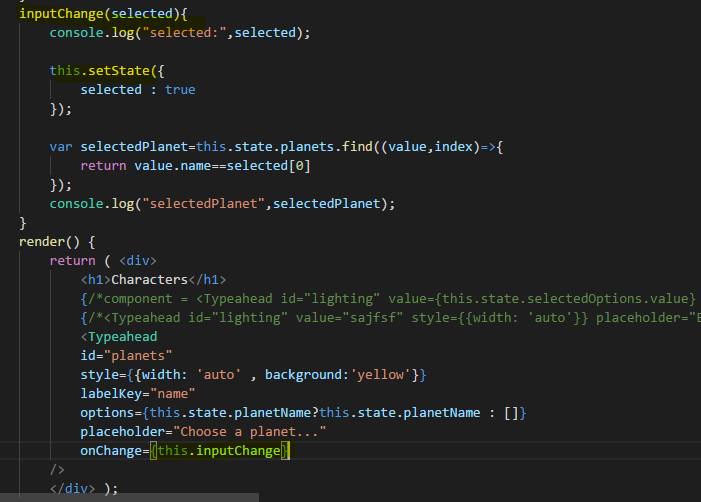 inputChange(selected){
console.log("selected:",selected);
this.setState({
selected : true
});
var selectedPlanet=this.state.planets.find((value,index)=>{
return value.name==selected[0]
});
console.log("selectedPlanet",selectedPlanet);
}
render() {
return ( <div>
<h1>Characters</h1>
{/*component = <Typeahead id="lighting" value={this.state.selectedOptions.value}
{/*<Typeahead id="lighting" value="sajfsf" style={{width: 'auto'}} placeholder="
<Typeahead
id="planets"
style={{width: 'auto' , background:'yellow'}}
labelKey="name"
options={this.state.planetName?this.state.planetName : []}
placeholder="Choose a planet..."
onChange={this.inputChange}
/>
</div> );